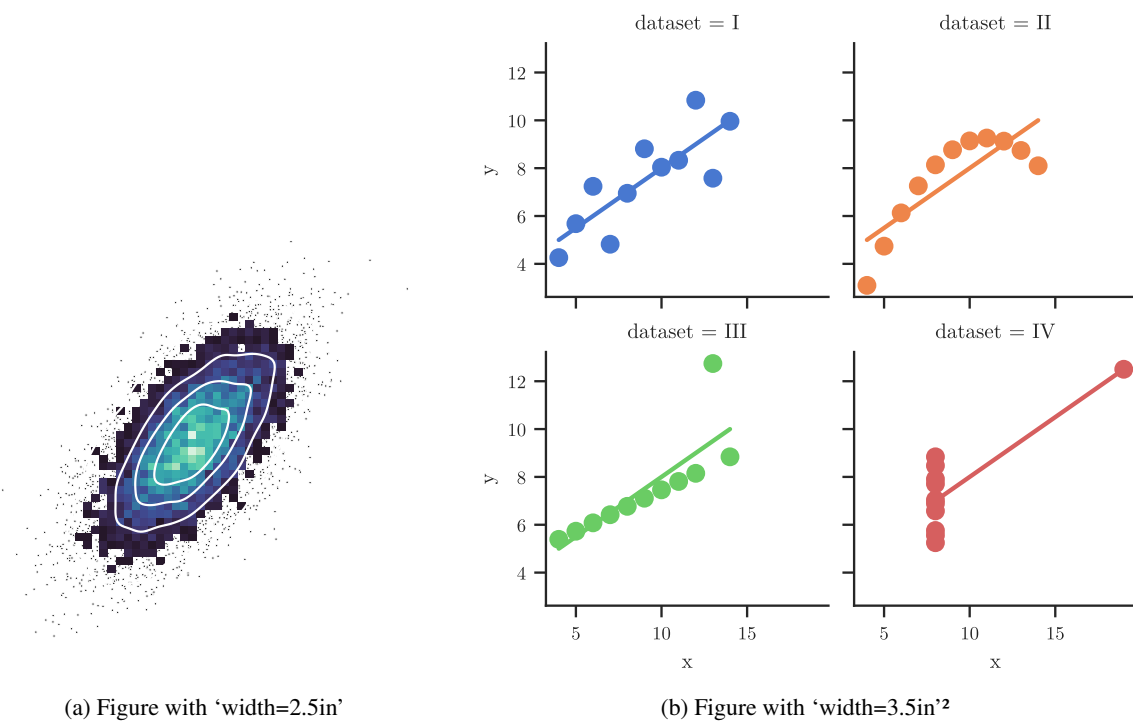 dataset = I
dataset = II
12
10
8
6
4
y
dataset = III
dataset = IV
12
10
8
6
4
y
5
10
15
5
10
15
x
x
(a) Figure with ‘width=2.5in’
(b) Figure with ‘width=3.5in’²